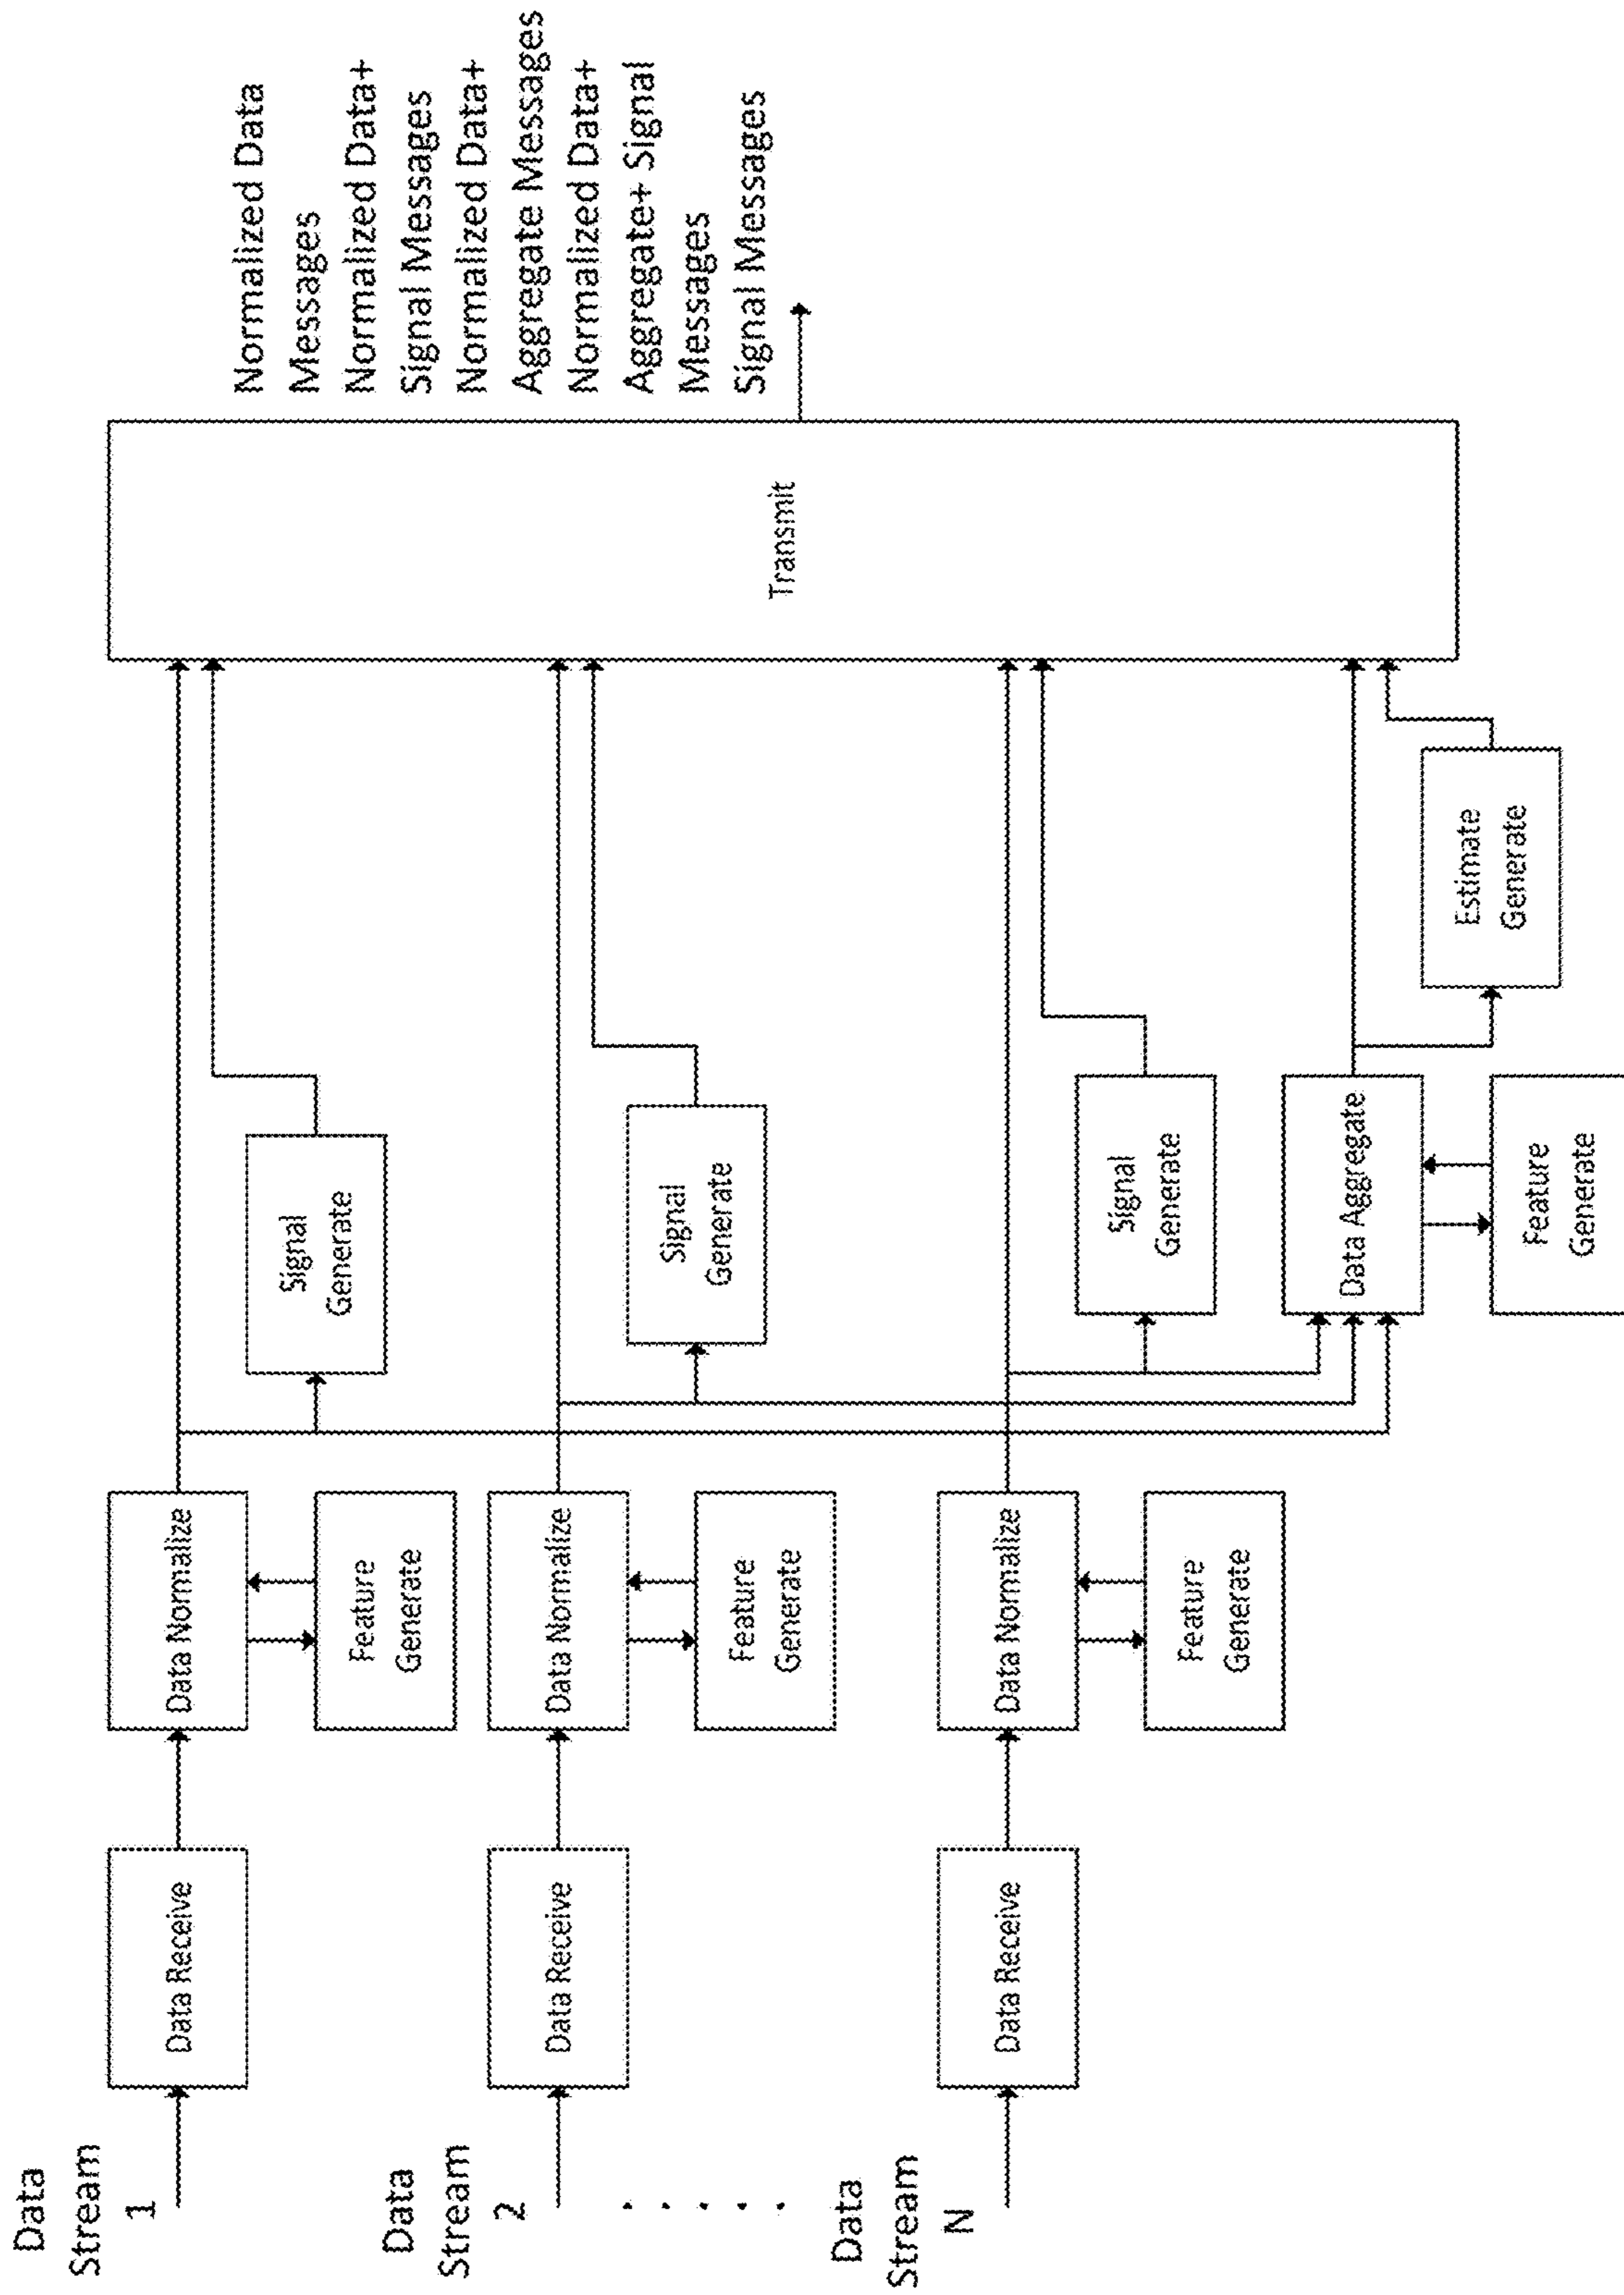 Data
Stream
1
Data Receive
Data Normalize
Feature
Generate
Signal
Generate
Data
Stream
2
Data Receive
Data Normalize
Feature
Generate
Signal
Generate
. . . . .
Data
Stream
N
Data Receive
Data Normalize
Feature
Generate
Signal
Generate
Data Aggregate
Feature
Generate
Estimate
Generate
Transmit
Normalized Data
Messages
Normalized Data+
Signal Messages
Normalized Data+
Aggregate Messages
Normalized Data+
Aggregate+ Signal
Messages
Signal Messages